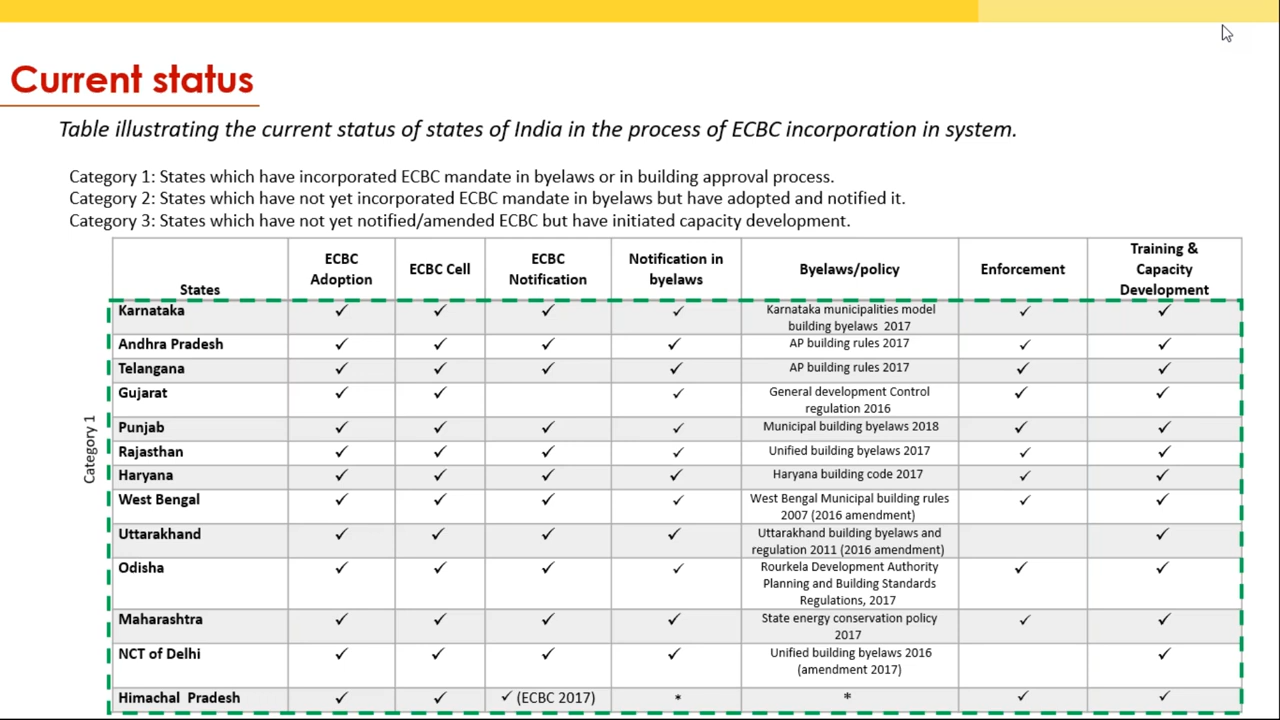 Current status
Table illustrating the current status of states of India in the process of ECBC incorporation in system.
Category 1: States which have incorporated ECBC mandate in byelaws or in building approval process.
Category 2: States which have not yet incorporated ECBC mandate in byelaws but have adopted and notified it.
Category 3: States which have not yet notified/amended ECBC but have initiated capacity development.
States
ECBC
Adoption
ECBC Cell
ECBC
Notification
Notification in
byelaws
Byelaws/policy
Enforcement
Training &
Capacity
Development
Category 1
Karnataka ✓ ✓ ✓ ✓ Karnataka municipalities model ✓ ✓
building byelaws 2017
Andhra Pradesh ✓ ✓ ✓ ✓ AP building rules 2017 ✓ ✓
Telangana ✓ ✓ ✓ ✓ AP building rules 2017 ✓ ✓
Gujarat ✓ ✓ ✓ General development Control ✓ ✓
regulation 2016
Punjab ✓ ✓ ✓ ✓ Municipal building byelaws 2018 ✓ ✓
Rajasthan ✓ ✓ ✓ ✓ Unified building byelaws 2017 ✓ ✓
Haryana ✓ ✓ ✓ ✓ Haryana building code 2017 ✓ ✓
West Bengal ✓ ✓ ✓ ✓ West Bengal Municipal building rules ✓ ✓
2007 (2016 amendment)
Uttarakhand ✓ ✓ ✓ ✓ Uttarakhand building byelaws and ✓
regulation 2011 (2016 amendment)
Odisha ✓ ✓ ✓ ✓ Rourkela Development Authority ✓ ✓
Planning and Building Standards
Regulations, 2017
Maharashtra ✓ ✓ ✓ ✓ State energy conservation policy ✓ ✓
2017
NCT of Delhi ✓ ✓ ✓ ✓ Unified building byelaws 2016 ✓
(amendment 2017)
Himachal Pradesh ✓ ✓ ✓ (ECBC 2017) * * ✓ ✓